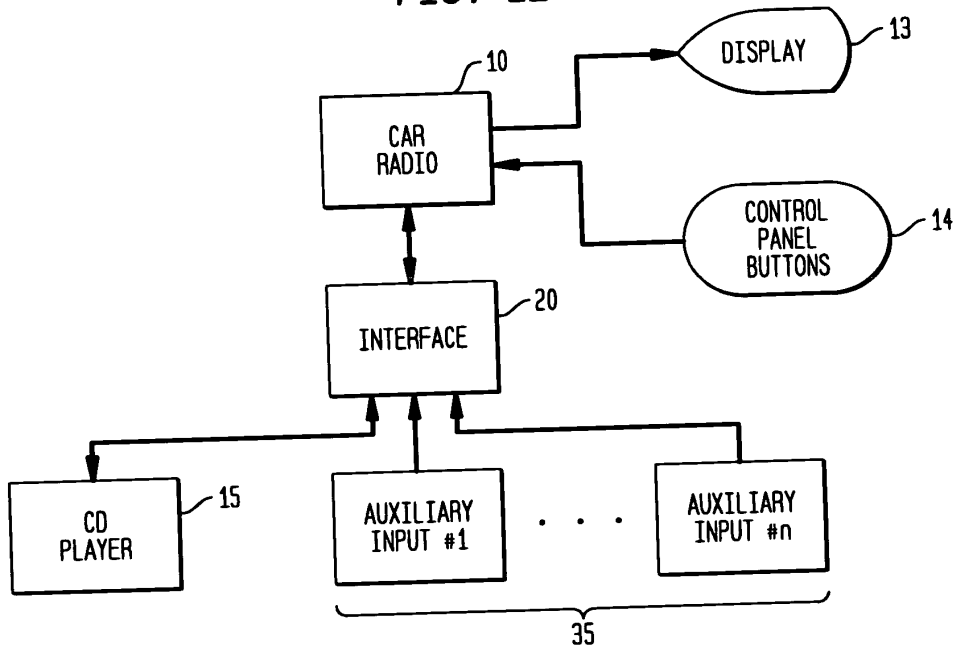 13
DISPLAY
10
CAR
RADIO
CONTROL
PANEL
BUTTONS
14
20
INTERFACE
15
CD
PLAYER
AUXILIARY
INPUT #1
. . .
AUXILIARY
INPUT #n
35